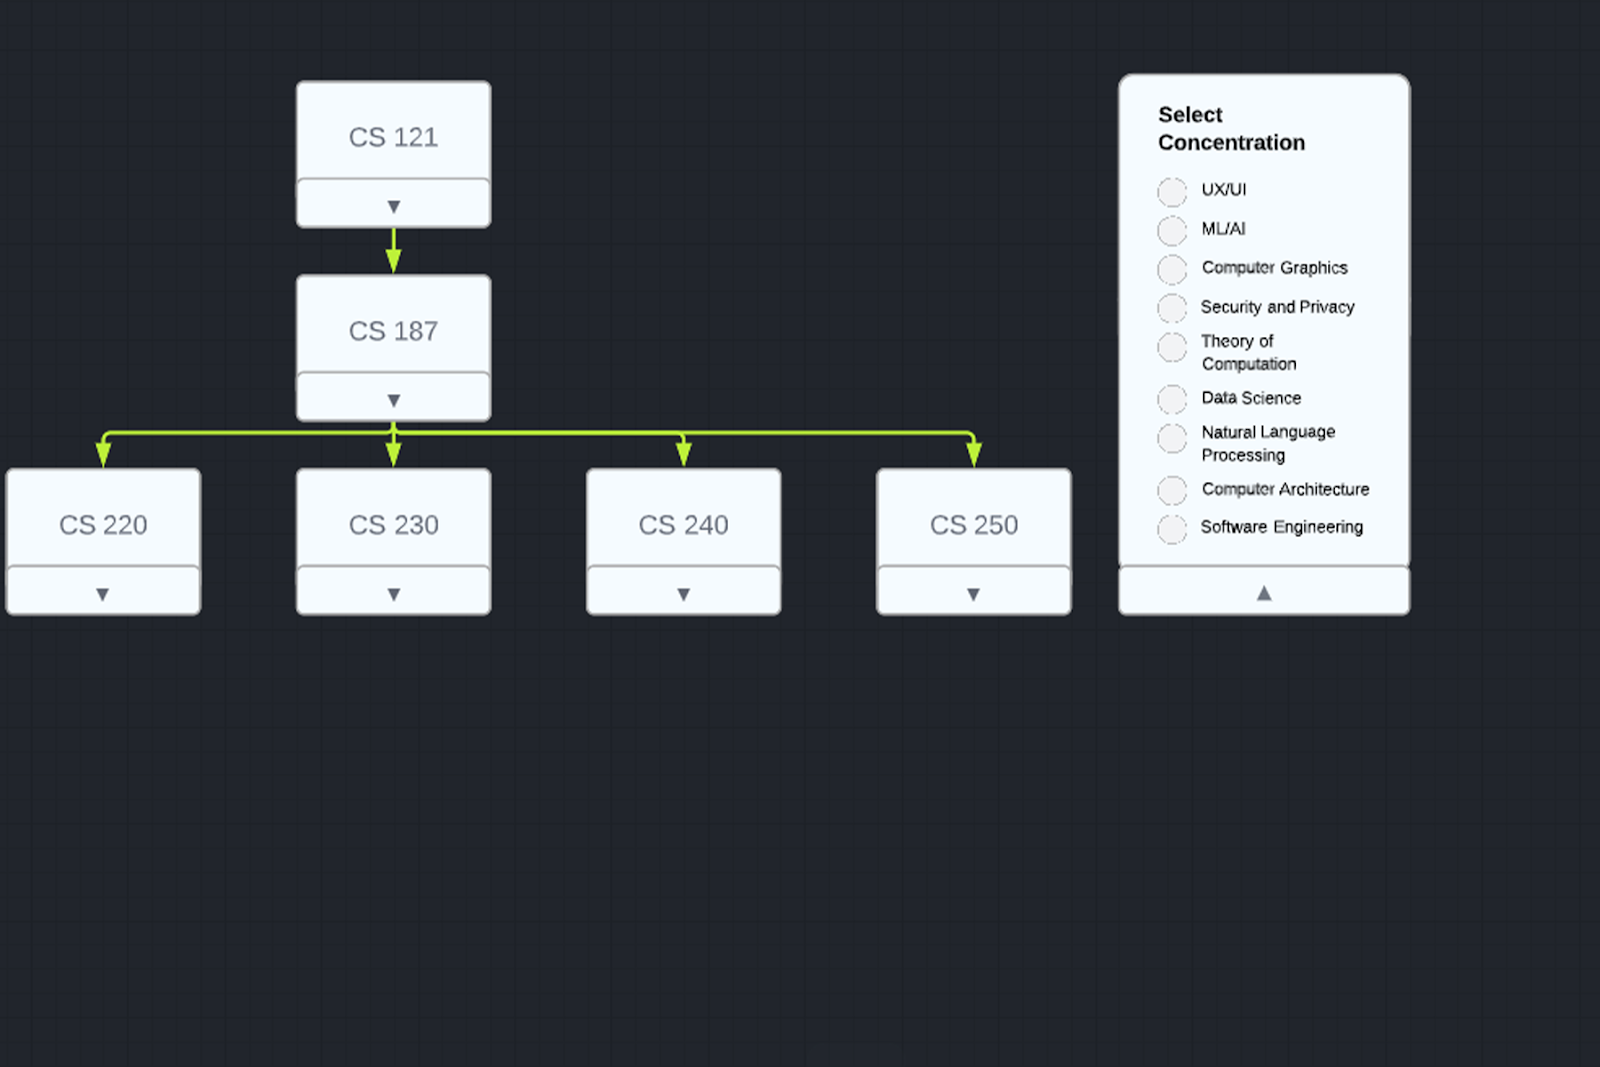 CS 121
▼
CS 187
▼
CS 220
CS 230
CS 240
CS 250
▼
▼
▼
▼
Select
Concentration
UX/UI
ML/AI
Computer Graphics
Security and Privacy
Theory of
Computation
Data Science
Natural Language
Processing
Computer Architecture
Software Engineering
▲